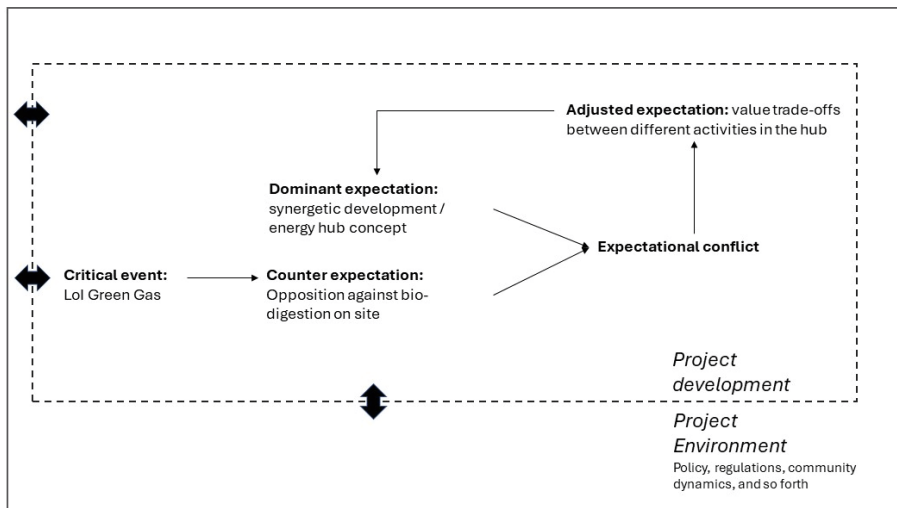 Adjusted expectation: value trade-offs
between different activities in the hub
Dominant expectation:
synergetic development /
energy hub concept
Expectational conflict
Critical event:
LoI Green Gas
Counter expectation:
Opposition against bio-
digestion on site
Project
development
Project
Environment
Policy, regulations, community
dynamics, and so forth